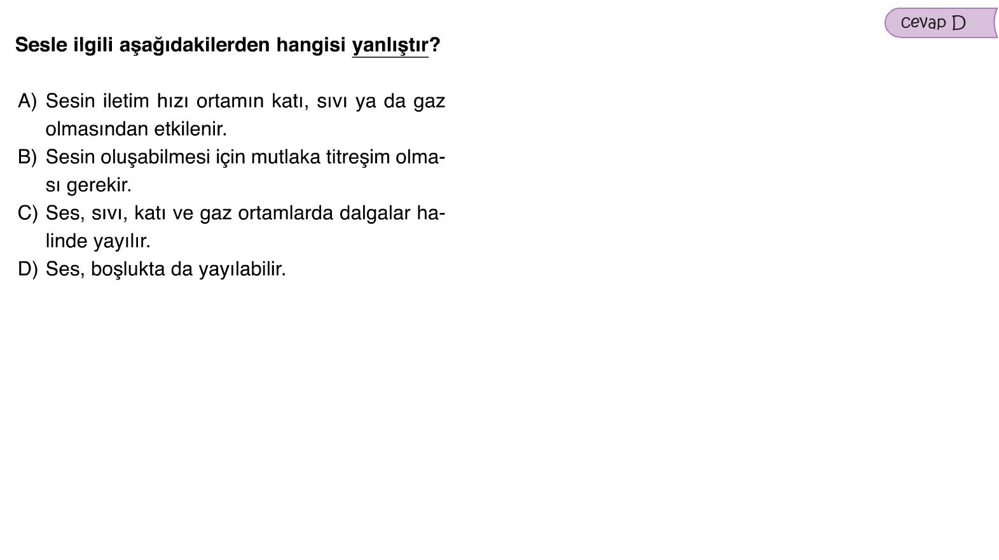 cevap D
Sesle ilgili aşağıdakilerden hangisi yanlıştır?
A) Sesin iletim hızı ortamın katı, sıvı ya da gaz
olmasından etkilenir.
B) Sesin oluşabilmesi için mutlaka titreşim olma-
sı gerekir.
C) Ses, sıvı, katı ve gaz ortamlarda dalgalar ha-
linde yayılır.
D) Ses, boşlukta da yayılabilir.